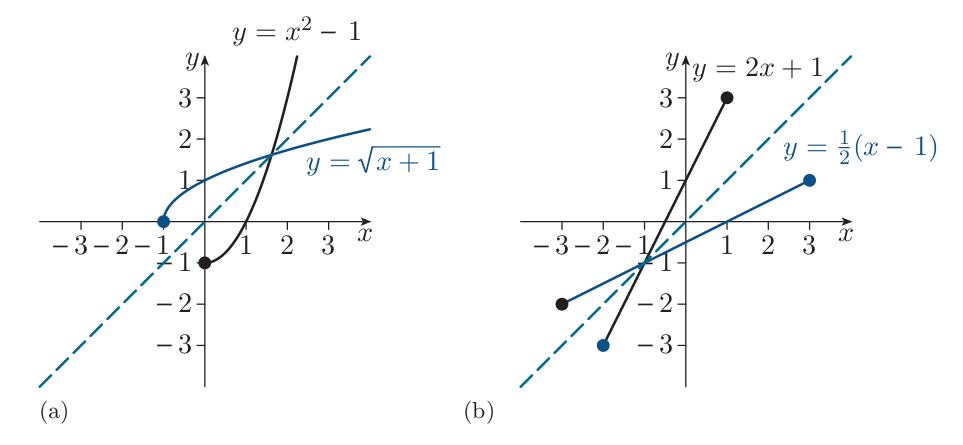 y = x² − 1
y
3
2
1
y = √x + 1
−3 −2 −1 1 2 3 x
−1
−2
−3
(a)
y
y = 2x + 1
3
2
1
y = ½(x − 1)
−3 −2 −1 1 2 3 x
−1
−2
−3
(b)